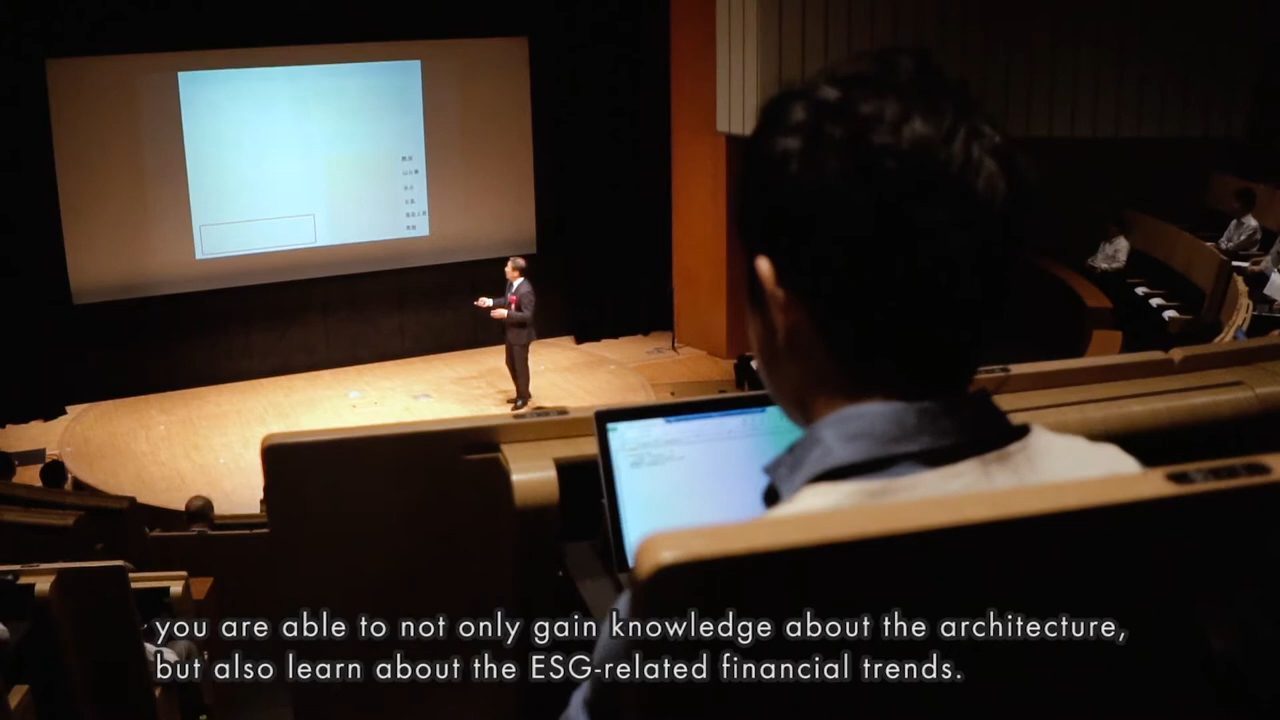 you are able to not only gain knowledge about the architecture,
but also learn about the ESG-related financial trends.